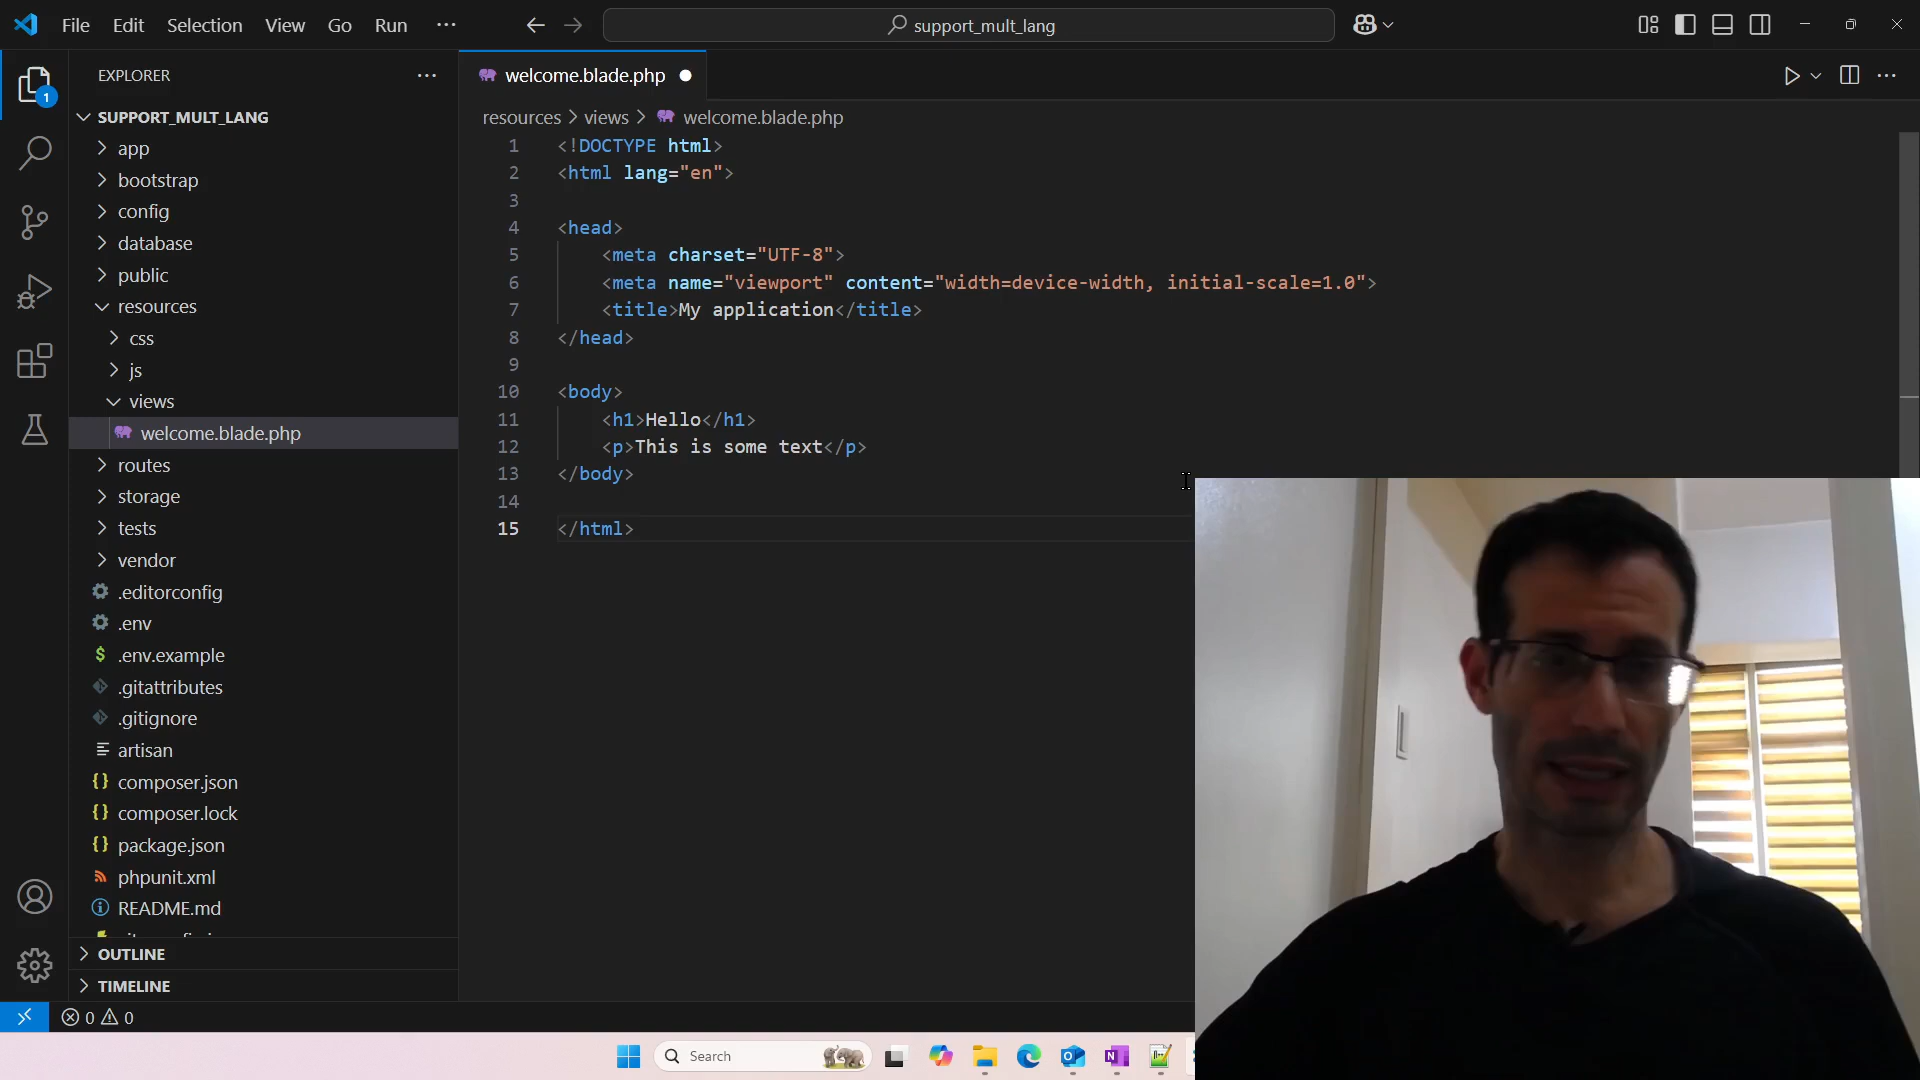 File Edit Selection View Go Run ··· support_mult_lang
EXPLORER
SUPPORT_MULT_LANG
app
bootstrap
config
database
public
resources
css
js
views
welcome.blade.php
routes
storage
tests
vendor
.editorconfig
.env
.env.example
.gitattributes
.gitignore
artisan
composer.json
composer.lock
package.json
phpunit.xml
README.md
OUTLINE
TIMELINE
1
welcome.blade.php
resources > views > welcome.blade.php
1 <!DOCTYPE html>
2 <html lang="en">
3
4 <head>
5 <meta charset="UTF-8">
6 <meta name="viewport" content="width=device-width, initial-scale=1.0">
7 <title>My application</title>
8 </head>
9
10 <body>
11 <h1>Hello</h1>
12 <p>This is some text</p>
13 </body>
14
15 </html>
0 0
Search